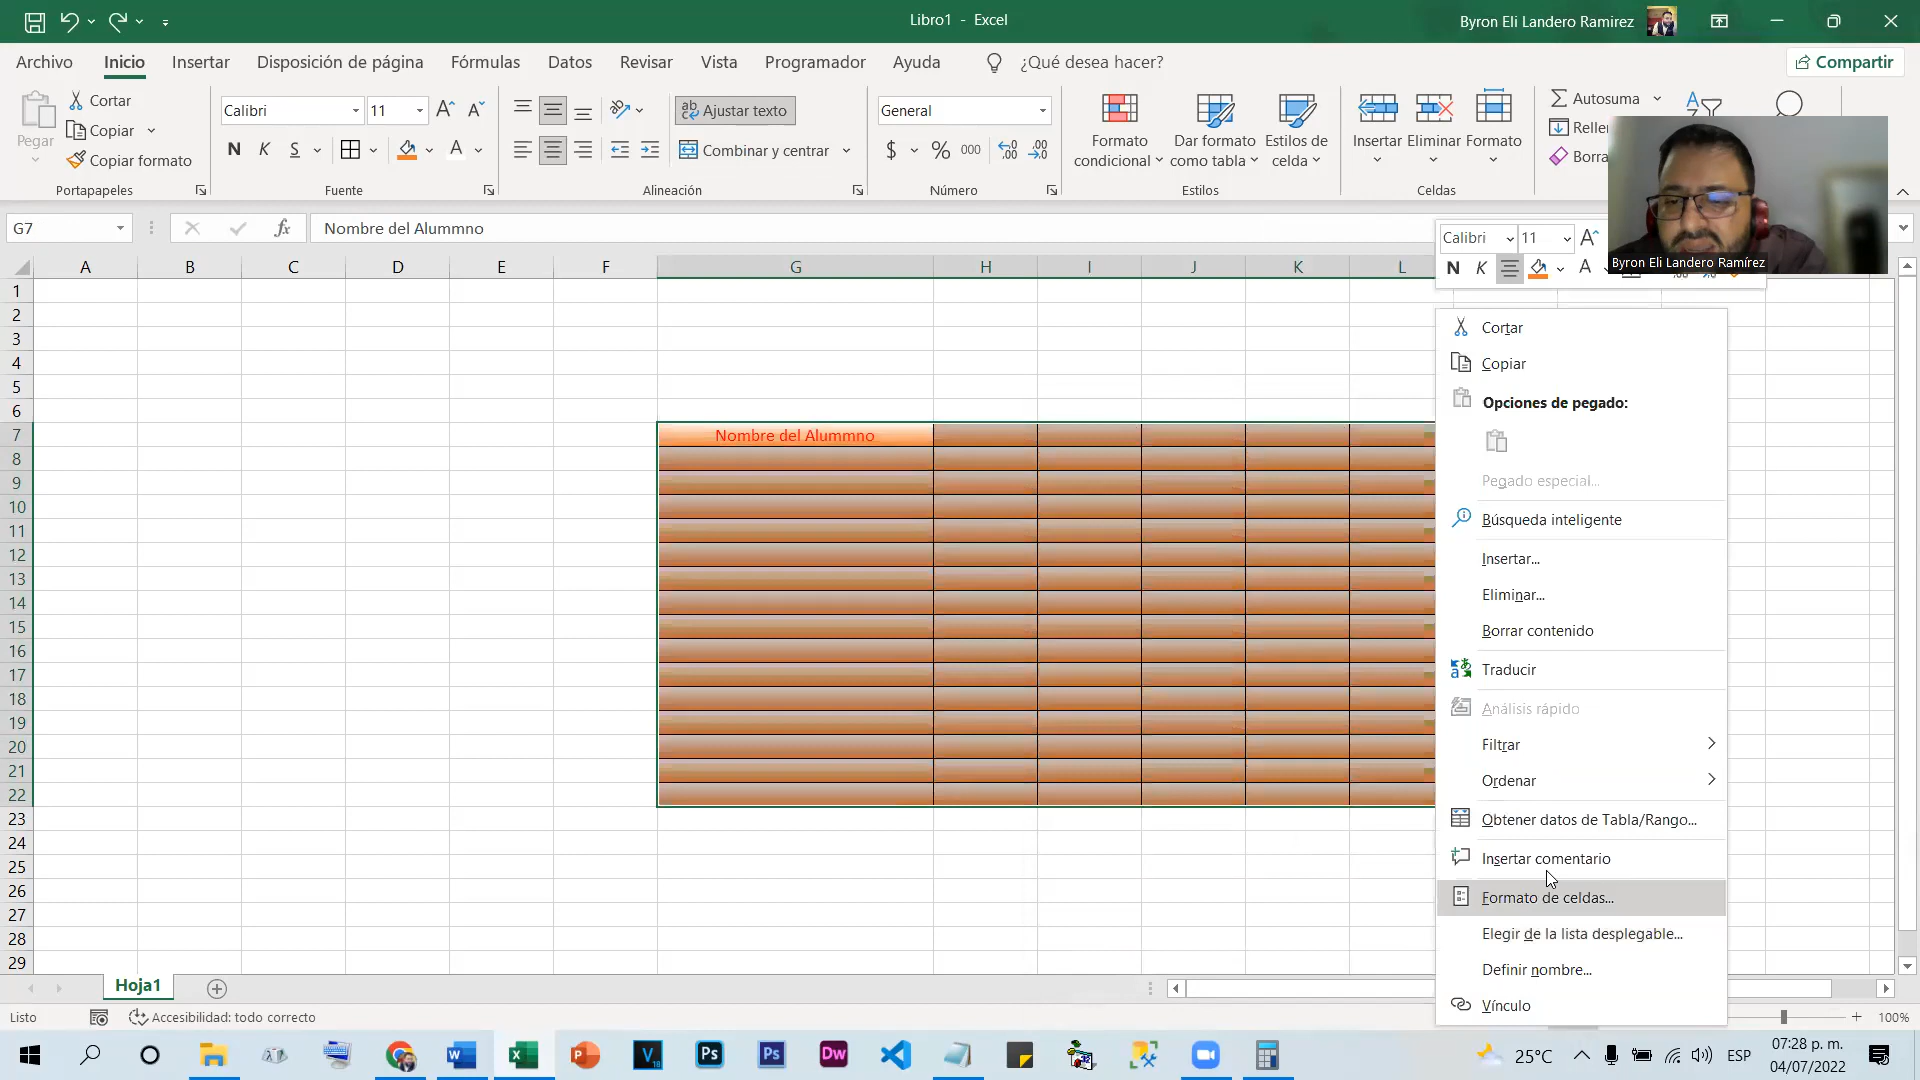 Libro1 - Excel
Byron Eli Landero Ramirez
Archivo Inicio Insertar Disposición de página Fórmulas Datos Revisar Vista Programador Ayuda ¿Qué desea hacer? Compartir
Pegar
Cortar
Copiar
Copiar formato
Portapapeles
Calibri 11
N K S
A
Fuente
Ajustar texto
Combinar y centrar
Alineación
General
$ % 000
Número
Formato condicional
Dar formato como tabla
Estilos de celda
Estilos
Insertar Eliminar Formato
Celdas
Autosuma
Relle
Borra
G7
fx
Nombre del Alummno
Calibri 11
N K A
Byron Eli Landero Ramírez
A B C D E F G H I J K L
1
2
3
4
5
6
7 Nombre del Alummno
8
9
10
11
12
13
14
15
16
17
18
19
20
21
22
23
24
25
26
27
28
29
Cortar
Copiar
Opciones de pegado:
Pegado especial...
Búsqueda inteligente
Insertar...
Eliminar...
Borrar contenido
Traducir
Análisis rápido
Filtrar
Ordenar
Obtener datos de Tabla/Rango...
Insertar comentario
Formato de celdas...
Elegir de la lista desplegable...
Definir nombre...
Vínculo
Hoja1
Listo
Accesibilidad: todo correcto
100%
25°C
ESP
07:28 p. m.
04/07/2022